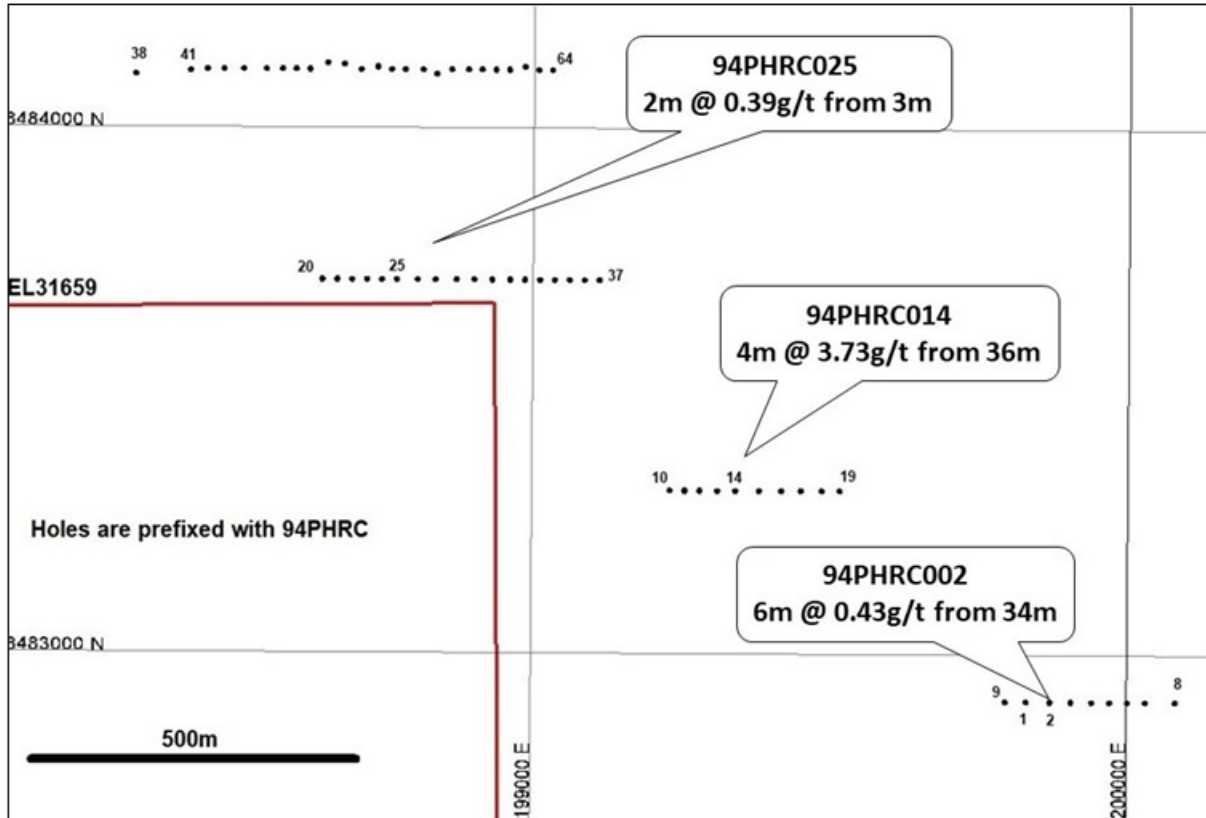 38
41
64
94PHRC025
2m @ 0.39g/t from 3m
8484000 N
20
25
37
EL31659
94PHRC014
4m @ 3.73g/t from 36m
10
14
19
Holes are prefixed with 94PHRC
94PHRC002
6m @ 0.43g/t from 34m
8483000 N
9
8
1
2
500m
199000 E
200000 E